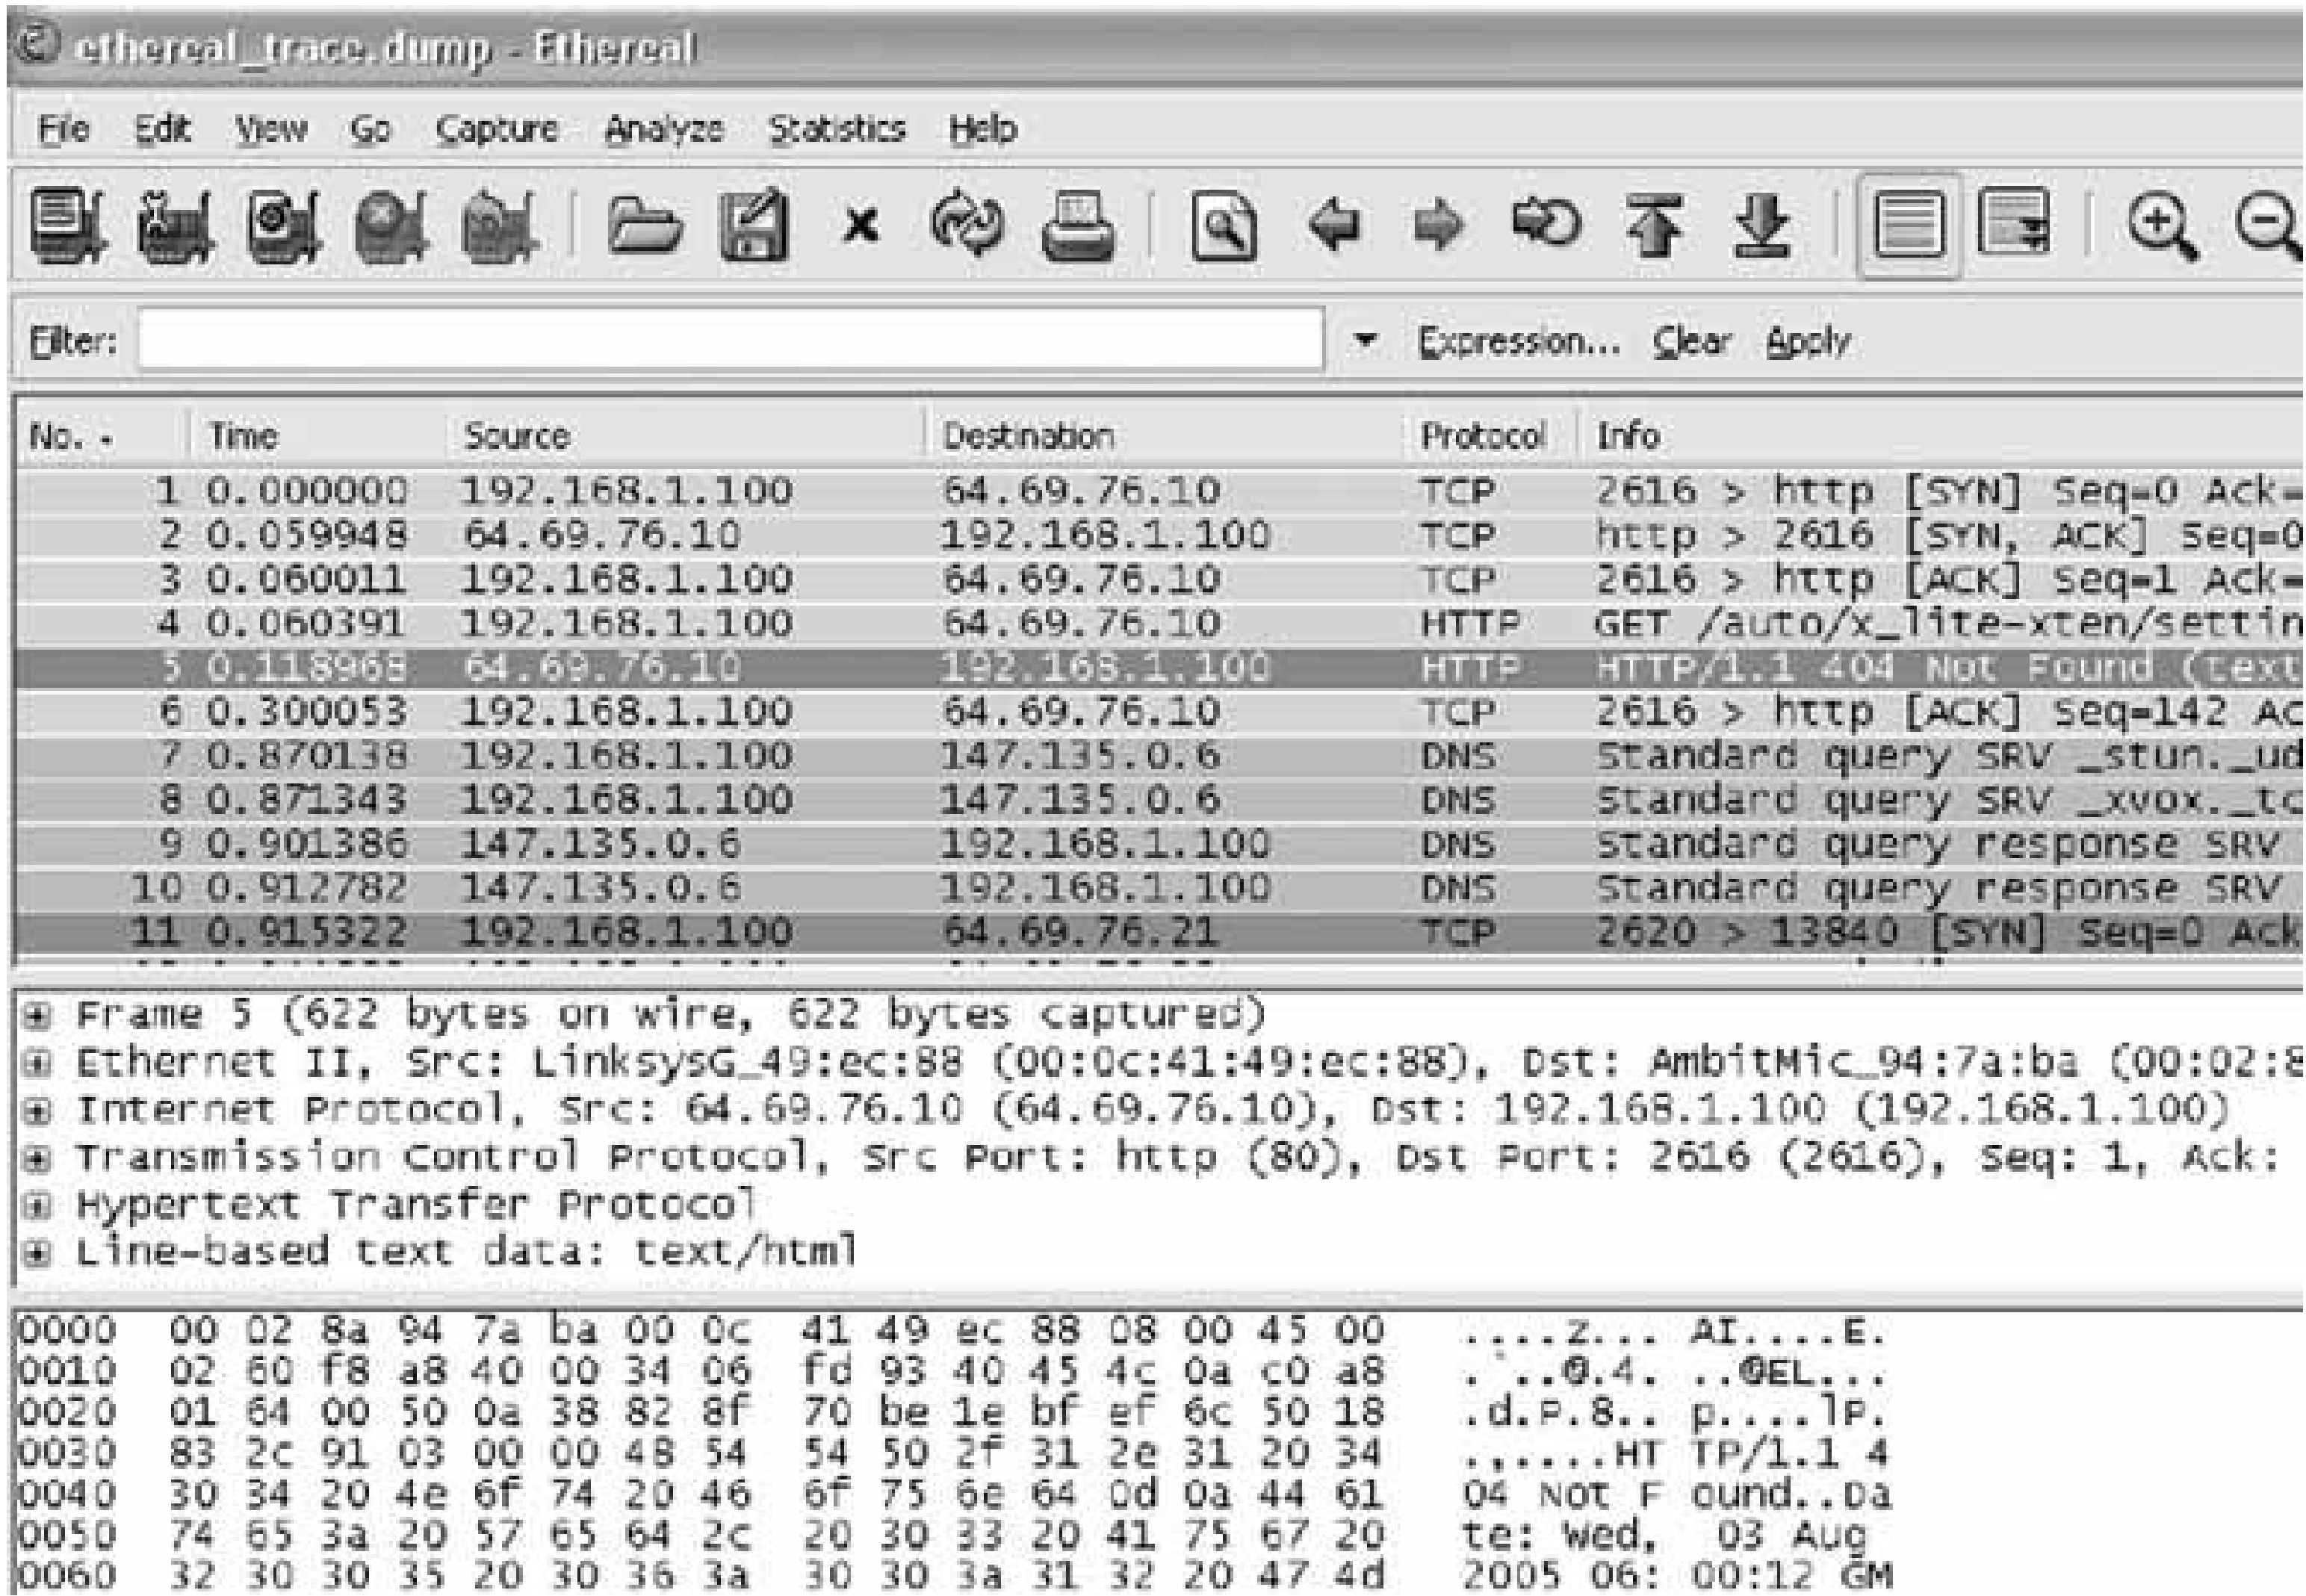 ethereal_trace.dump - Ethereal
File Edit View Go Capture Analyze Statistics Help
Filter: Expression... Clear Apply
No. Time Source Destination Protocol Info
1 0.000000 192.168.1.100 64.69.76.10 TCP 2616 > http [SYN] Seq=0 Ack=
2 0.059948 64.69.76.10 192.168.1.100 TCP http > 2616 [SYN, ACK] Seq=0
3 0.060011 192.168.1.100 64.69.76.10 TCP 2616 > http [ACK] Seq=1 Ack=
4 0.060391 192.168.1.100 64.69.76.10 HTTP GET /auto/x_lite-xten/settin
5 0.118968 64.69.76.10 192.168.1.100 HTTP HTTP/1.1 404 Not Found (text
6 0.300053 192.168.1.100 64.69.76.10 TCP 2616 > http [ACK] Seq=142 Ac
7 0.870138 192.168.1.100 147.135.0.6 DNS Standard query SRV _stun._ud
8 0.871343 192.168.1.100 147.135.0.6 DNS Standard query SRV _xvox._tc
9 0.901386 147.135.0.6 192.168.1.100 DNS Standard query response SRV
10 0.912782 147.135.0.6 192.168.1.100 DNS Standard query response SRV
11 0.915322 192.168.1.100 64.69.76.21 TCP 2620 > 13840 [SYN] Seq=0 Ack
Frame 5 (622 bytes on wire, 622 bytes captured)
Ethernet II, Src: LinksysG_49:ec:88 (00:0c:41:49:ec:88), Dst: AmbitMic_94:7a:ba (00:02:8
Internet Protocol, Src: 64.69.76.10 (64.69.76.10), Dst: 192.168.1.100 (192.168.1.100)
Transmission Control Protocol, Src Port: http (80), Dst Port: 2616 (2616), Seq: 1, Ack:
Hypertext Transfer Protocol
Line-based text data: text/html
0000 00 02 8a 94 7a ba 00 0c 41 49 ec 88 08 00 45 00 ....z... AI....E.
0010 02 60 f8 a8 40 00 34 06 fd 93 40 45 4c 0a c0 a8 .`..@.4. ..@EL...
0020 01 64 00 50 0a 38 82 8f 70 be 1e bf ef 6c 50 18 .d.P.8.. p....lP.
0030 83 2c 91 03 00 00 48 54 54 50 2f 31 2e 31 20 34 .,....HT TP/1.1 4
0040 30 34 20 4e 6f 74 20 46 6f 75 6e 64 0d 0a 44 61 04 Not F ound..Da
0050 74 65 3a 20 57 65 64 2c 20 30 33 20 41 75 67 20 te: Wed, 03 Aug
0060 32 30 30 35 20 30 36 3a 30 30 3a 31 32 20 47 4d 2005 06: 00:12 GM